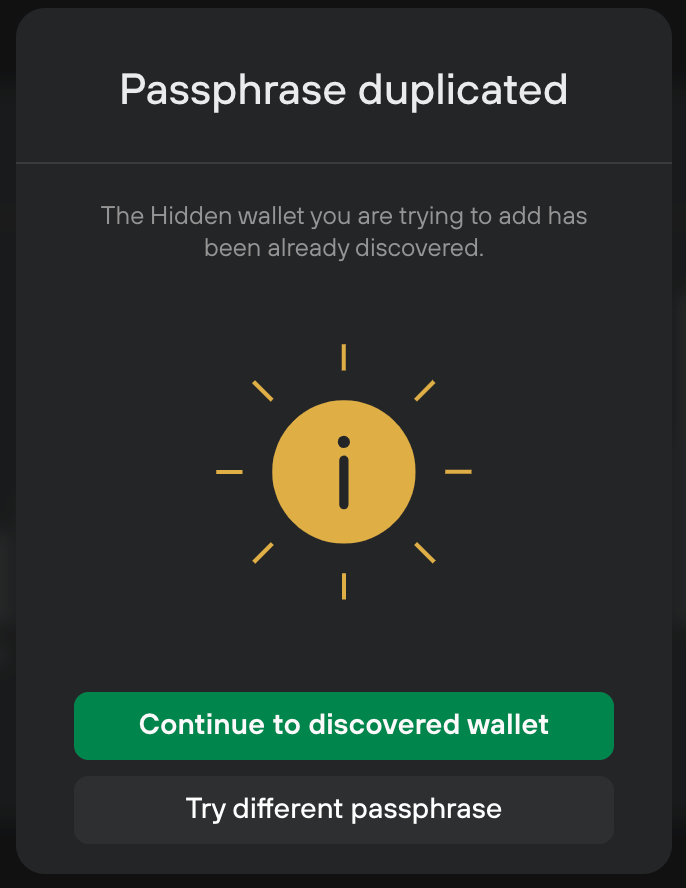 Passphrase duplicated
The Hidden wallet you are trying to add has
been already discovered.
i
Continue to discovered wallet
Try different passphrase